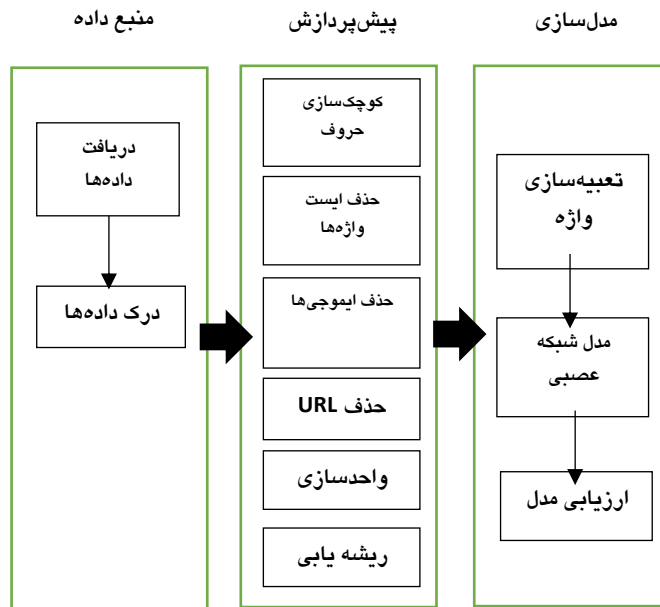 منبع داده
دریافت
داده‌ها
درک داده‌ها
پیش‌پردازش
کوچک‌سازی
حروف
حذف ایست
واژه‌ها
حذف ایموجی‌ها
حذف URL
واحدسازی
ریشه یابی
مدل‌سازی
تعبیه‌سازی
واژه
مدل شبکه
عصبی
ارزیابی مدل